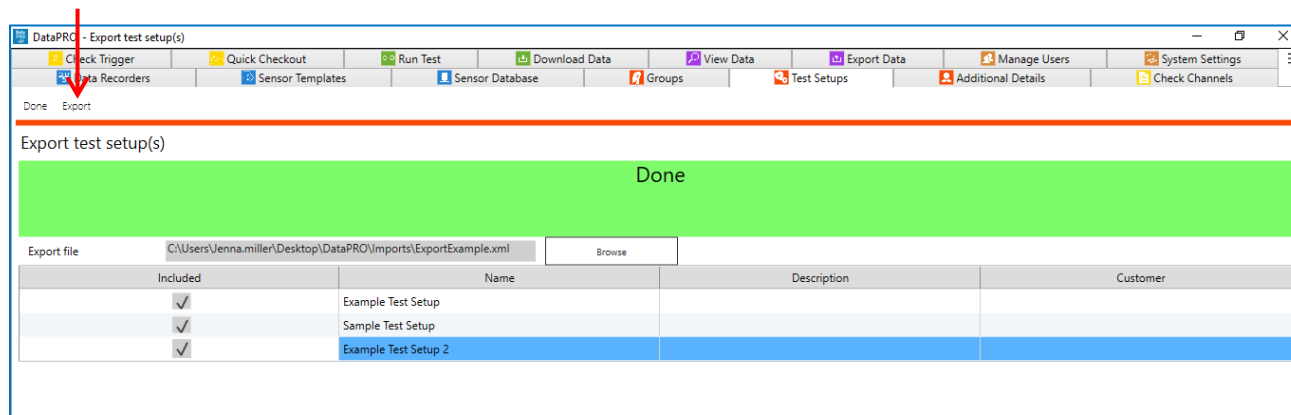 DataPRO - Export test setup(s)
Check Trigger Quick Checkout Run Test Download Data View Data Export Data Manage Users System Settings
Data Recorders Sensor Templates Sensor Database Groups Test Setups Additional Details Check Channels
Done Export
Export test setup(s)
Done
Export file C:\Users\Jenna.miller\Desktop\DataPRO\Imports\ExportExample.xml Browse
Included Name Description Customer
Example Test Setup
Sample Test Setup
Example Test Setup 2